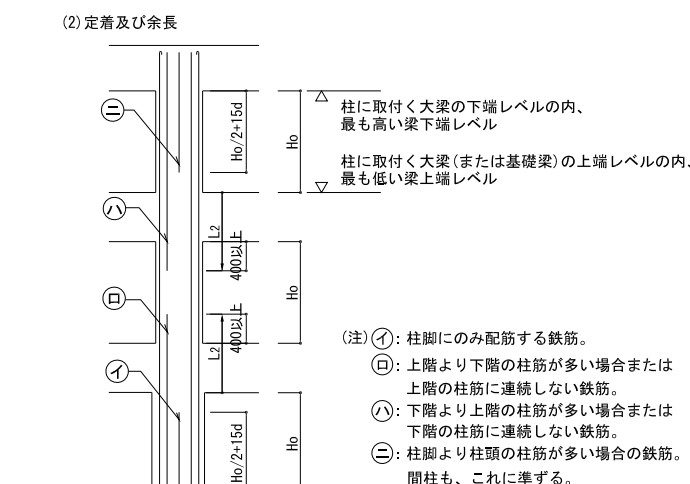 (2)定着及び余長
ニ
Ho/2+15d
Ho
柱に取付く大梁の下端レベルの内、
最も高い梁下端レベル
柱に取付く大梁(または基礎梁)の上端レベルの内、
最も低い梁上端レベル
ハ
L2
400以上
Ho
ロ
400以上
L2
イ
Ho/2+15d
Ho
(注)イ:柱脚にのみ配筋する鉄筋。
ロ:上階より下階の柱筋が多い場合または
上階の柱筋に連続しない鉄筋。
ハ:下階より上階の柱筋が多い場合または
下階の柱筋に連続しない鉄筋。
ニ:柱脚より柱頭の柱筋が多い場合の鉄筋。
間柱も、これに準ずる。